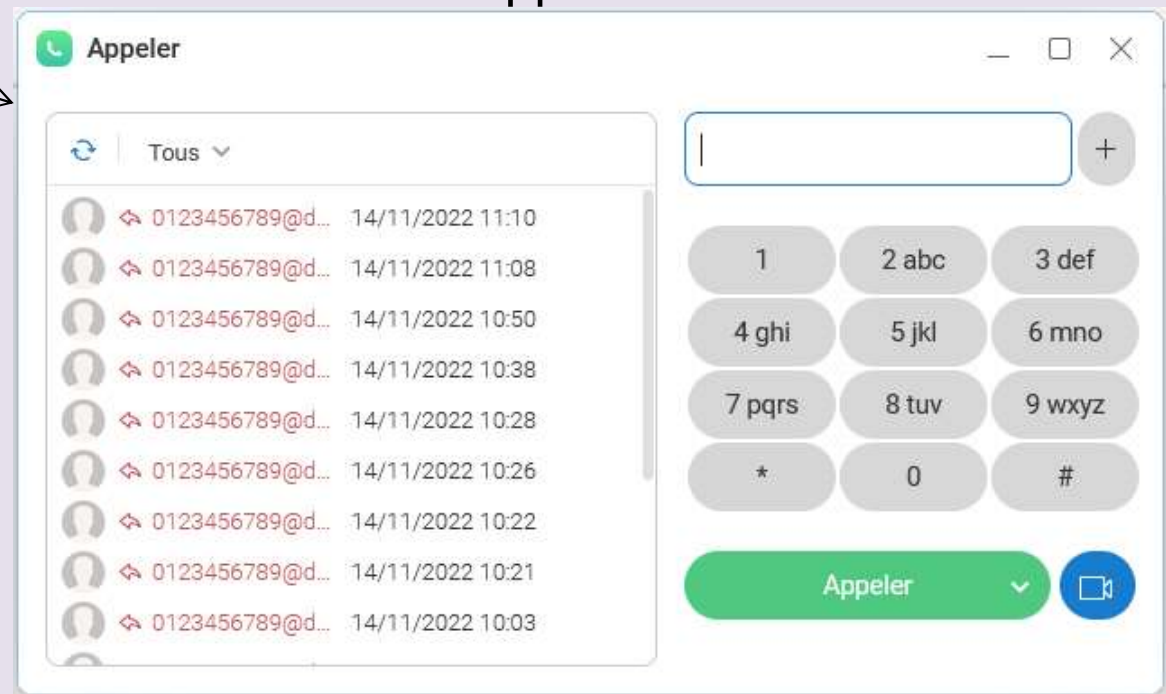 Appeler
Tous
0123456789@d... 14/11/2022 11:10
0123456789@d... 14/11/2022 11:08
0123456789@d... 14/11/2022 10:50
0123456789@d... 14/11/2022 10:38
0123456789@d... 14/11/2022 10:28
0123456789@d... 14/11/2022 10:26
0123456789@d... 14/11/2022 10:22
0123456789@d... 14/11/2022 10:21
0123456789@d... 14/11/2022 10:03
+
1 2 abc 3 def
4 ghi 5 jkl 6 mno
7 pqrs 8 tuv 9 wxyz
* 0 #
Appeler